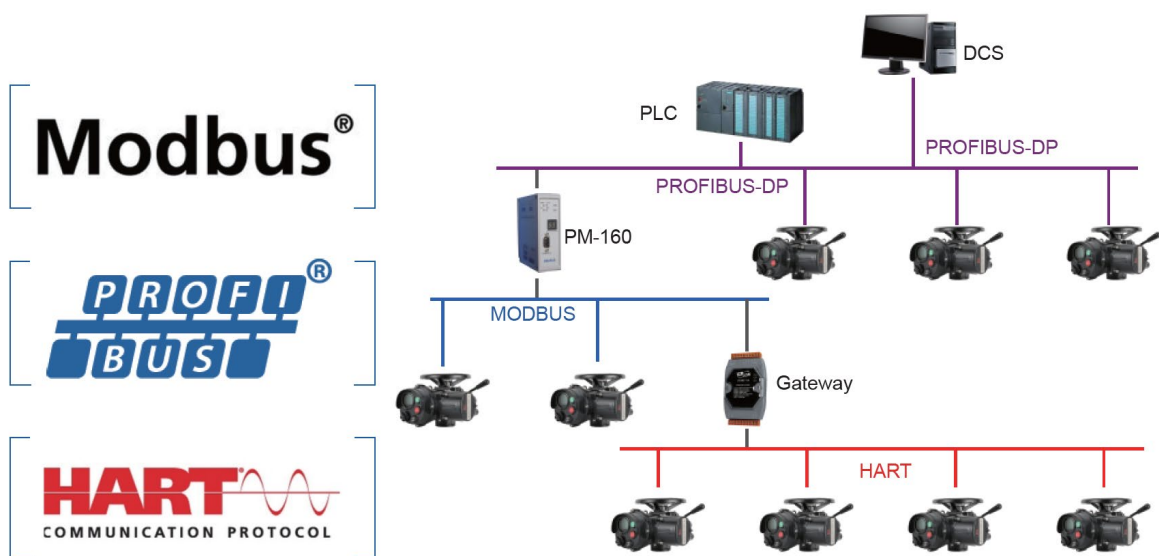 Modbus®
PROFI®
BUS
HART
COMMUNICATION PROTOCOL
DCS
PLC
PROFIBUS-DP
PROFIBUS-DP
PM-160
MODBUS
Gateway
HART